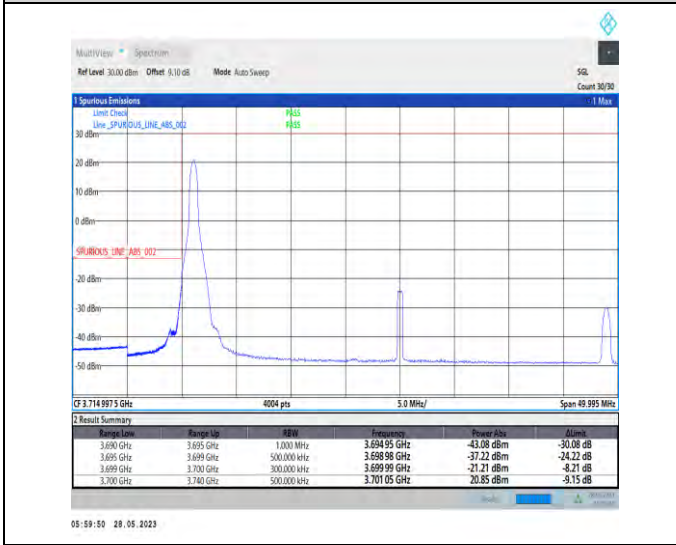 MultiView Spectrum
Ref Level 30.00 dBm Offset 9.10 dB Mode Auto Sweep SGL
Count 30/30
1 Spurious Emissions 1 Max
Limit Check PASS
Line _SPURIOUS_LINE_ABS_002 PASS
30 dBm
20 dBm
10 dBm
0 dBm
_SPURIOUS_LINE_ABS_002
-20 dBm
-30 dBm
-40 dBm
-50 dBm
CF 3.714 997 5 GHz 4004 pts 5.0 MHz/ Span 49.995 MHz
2 Result Summary
Range Low Range Up RBW Frequency Power Abs ΔLimit
3.690 GHz 3.695 GHz 1.000 MHz 3.694 95 GHz -43.08 dBm -30.08 dB
3.695 GHz 3.699 GHz 500.000 kHz 3.698 98 GHz -37.22 dBm -24.22 dB
3.699 GHz 3.700 GHz 300.000 kHz 3.699 99 GHz -21.21 dBm -8.21 dB
3.700 GHz 3.740 GHz 500.000 kHz 3.701 05 GHz 20.85 dBm -9.15 dB
05:59:50 28.05.2023